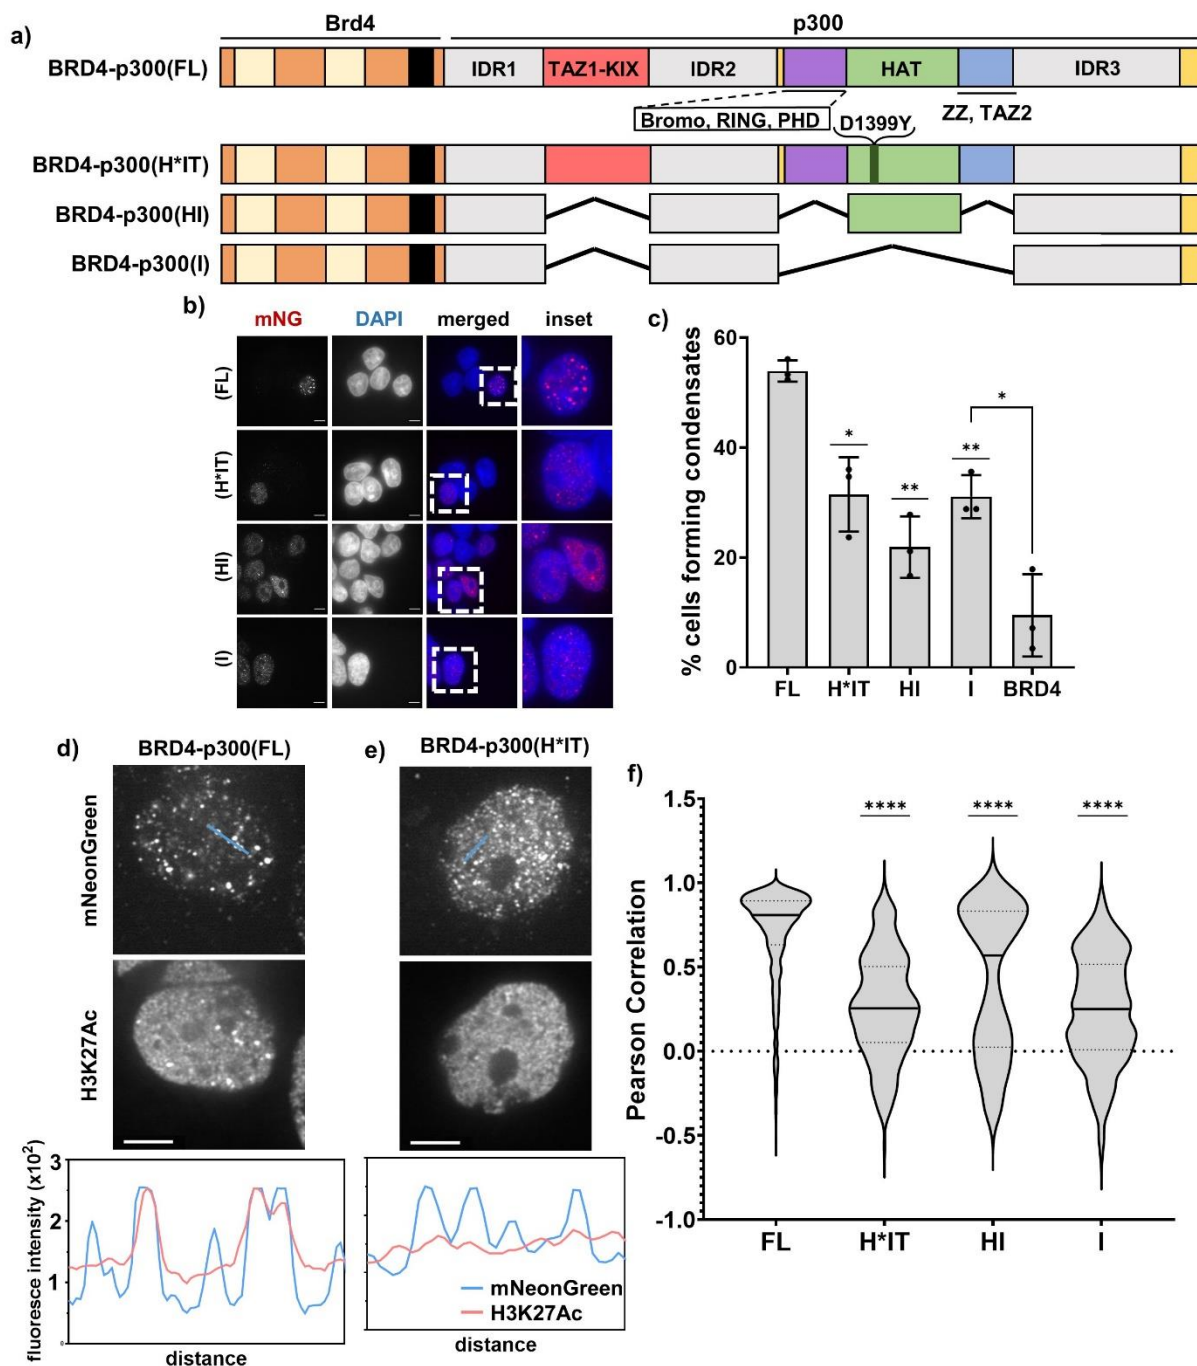 a)
Brd4
p300
BRD4-p300(FL)
IDR1
TAZ1-KIX
IDR2
HAT
IDR3
Bromo, RING, PHD
D1399Y
ZZ, TAZ2
BRD4-p300(H*IT)
BRD4-p300(HI)
BRD4-p300(I)
b)
mNG
DAPI
merged
inset
(FL)
(H*IT)
(HI)
(I)
c)
% cells forming condensates
60
40
20
0
*
**
**
*
FL
H*IT
HI
I
BRD4
d)
BRD4-p300(FL)
e)
BRD4-p300(H*IT)
mNeonGreen
H3K27Ac
fluoresce intensity (x10²)
3
2
1
0
distance
mNeonGreen
H3K27Ac
distance
f)
Pearson Correlation
1.5
1.0
0.5
0.0
-0.5
-1.0
****
****
****
FL
H*IT
HI
I